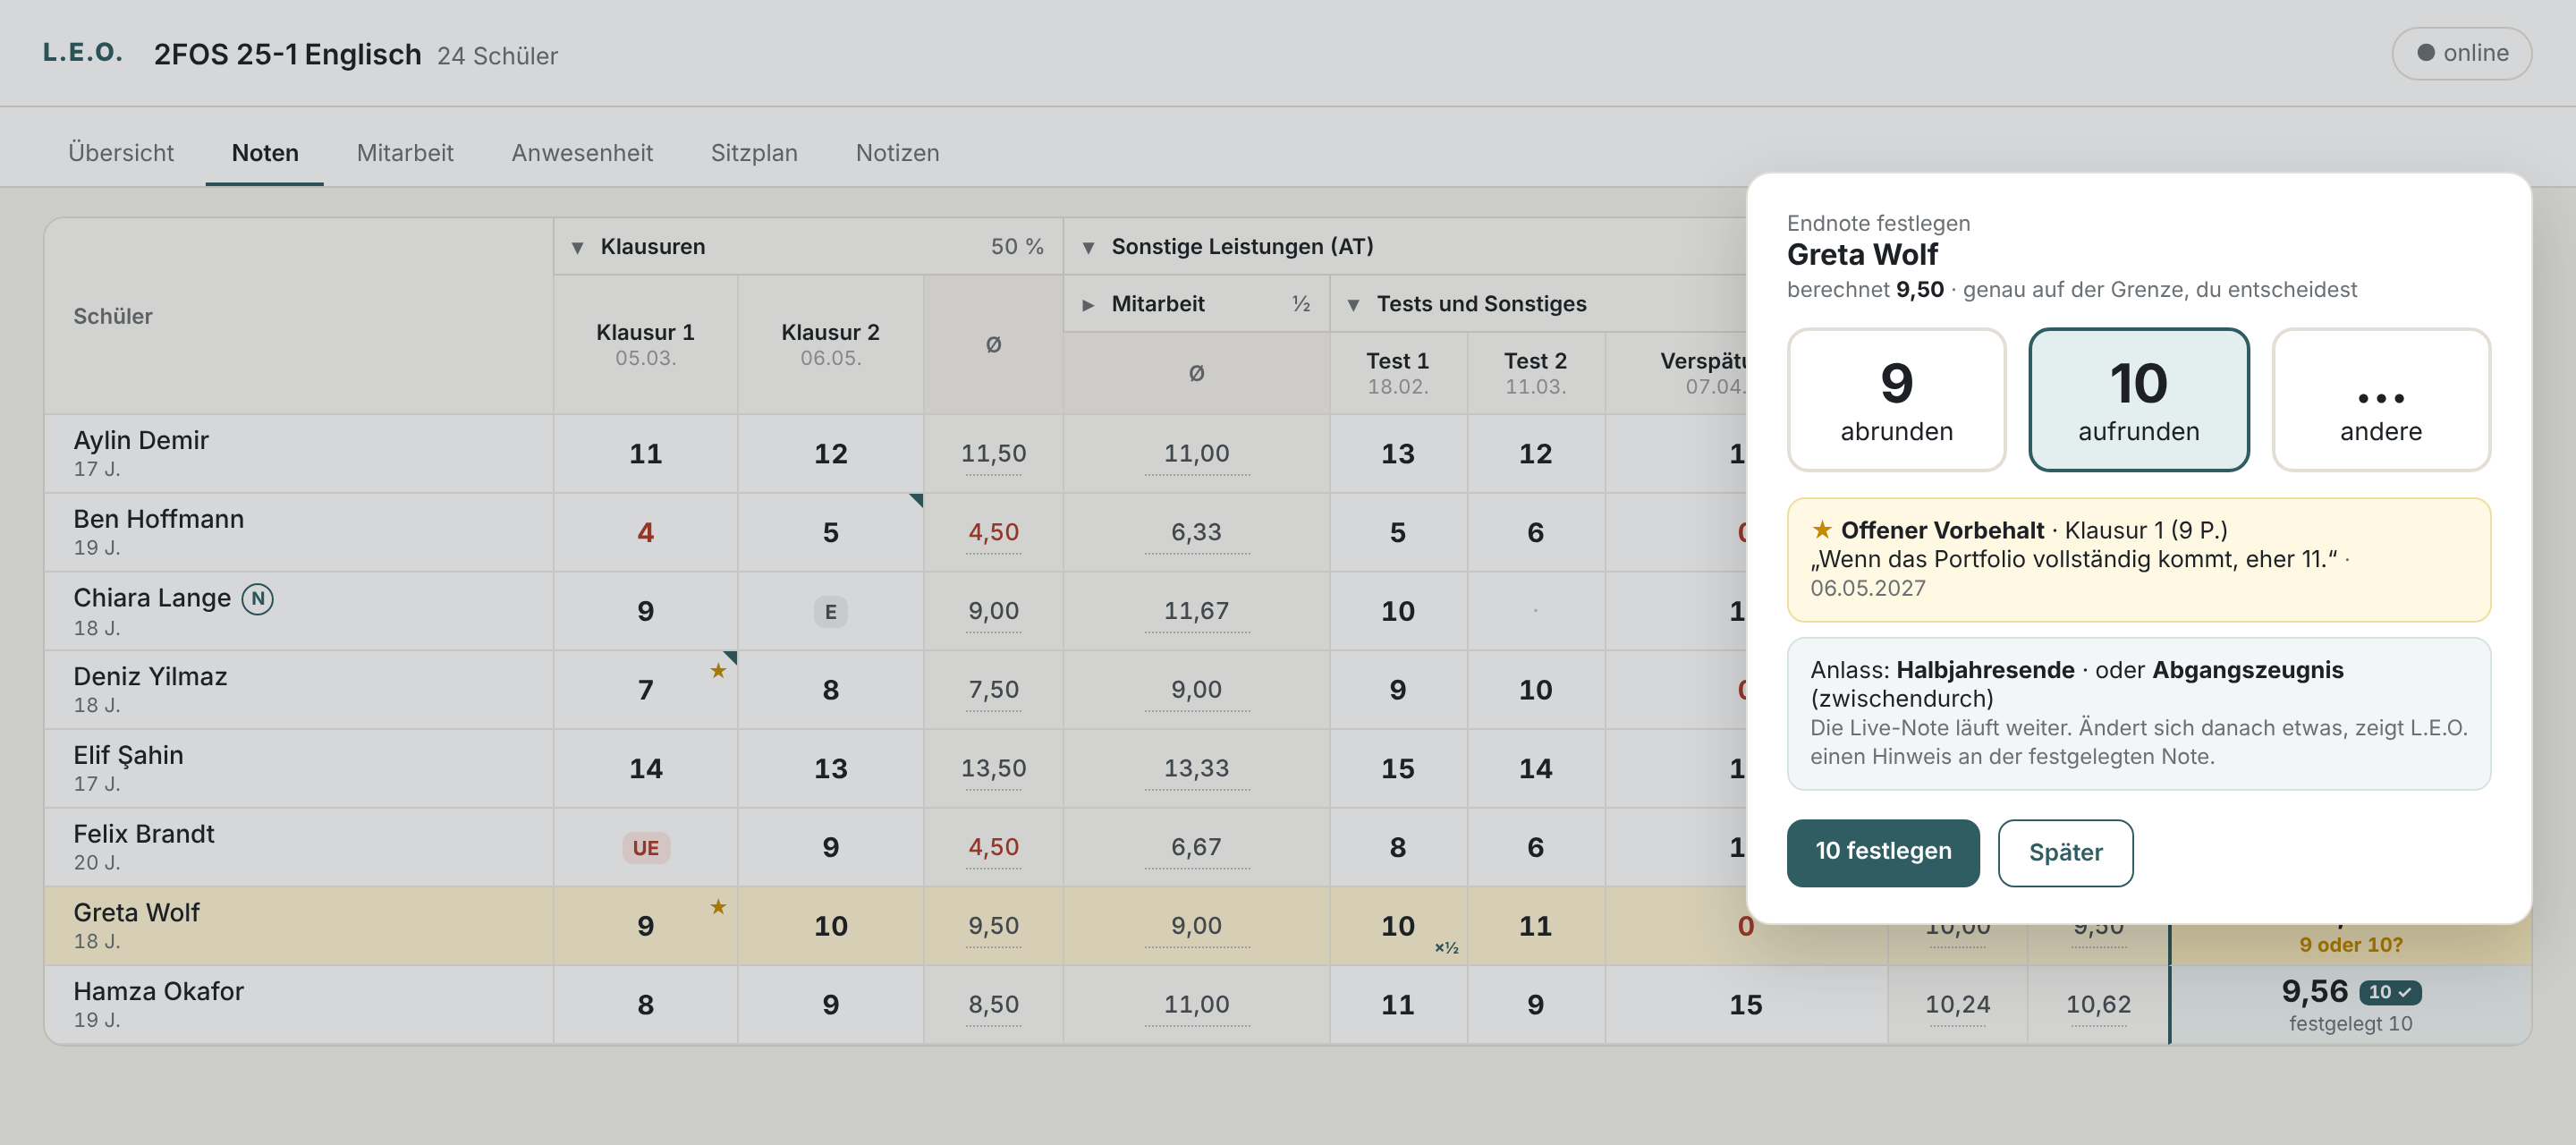 L.E.O. 2FOS 25-1 Englisch 24 Schüler online
Übersicht Noten Mitarbeit Anwesenheit Sitzplan Notizen
Schüler
▼ Klausuren 50 %
▼ Sonstige Leistungen (AT)
► Mitarbeit ½
▼ Tests und Sonstiges
Klausur 1
05.03.
Klausur 2
06.05.
Ø
Ø
Test 1
18.02.
Test 2
11.03.
07.04.
Aylin Demir 11 12 11,50 11,00 13 12
17 J.
Ben Hoffmann 4 5 4,50 6,33 5 6
19 J.
Chiara Lange N 9 E 9,00 11,67 10 ·
18 J.
Deniz Yilmaz 7 ★ 8 7,50 9,00 9 10
18 J.
Elif Şahin 14 13 13,50 13,33 15 14
17 J.
Felix Brandt UE 9 4,50 6,67 8 6
20 J.
Greta Wolf 9 ★ 10 9,50 9,00 10 ×½ 11 0 10,00 9,50
18 J. 9 oder 10?
Hamza Okafor 8 9 8,50 11,00 11 9 15 10,24 10,62 9,56 10 ✓
19 J. festgelegt 10
Endnote festlegen
Greta Wolf
berechnet 9,50 · genau auf der Grenze, du entscheidest
9 10 ...
abrunden aufrunden andere
★ Offener Vorbehalt · Klausur 1 (9 P.)
„Wenn das Portfolio vollständig kommt, eher 11.“ ·
06.05.2027
Anlass: Halbjahresende · oder Abgangszeugnis
(zwischendurch)
Die Live-Note läuft weiter. Ändert sich danach etwas, zeigt L.E.O.
einen Hinweis an der festgelegten Note.
10 festlegen Später